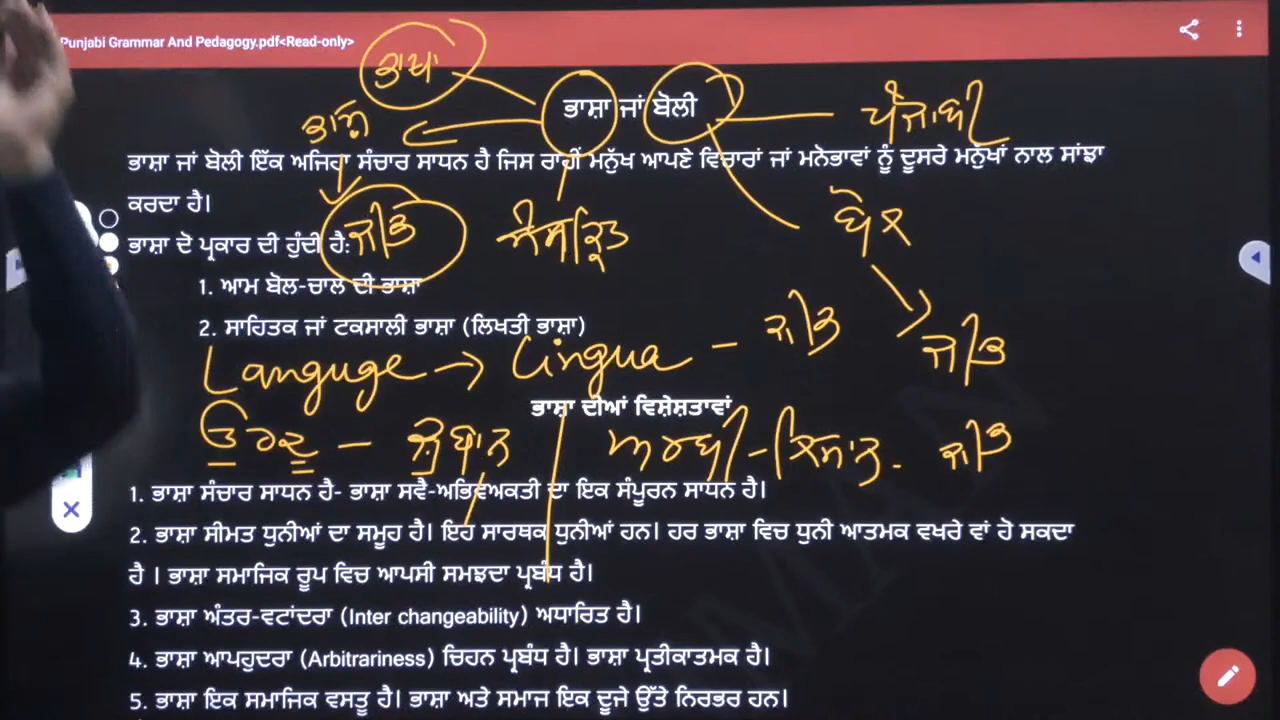 Punjabi Grammar And Pedagogy.pdf<Read-only>
ਭਾਖਾ
ਭਾਸ਼ਾ ਜਾਂ ਬੋਲੀ
ਪੰਜਾਬੀ
ਭਾਸ਼
ਭਾਸ਼ਾ ਜਾਂ ਬੋਲੀ ਇੱਕ ਅਜਿਹਾ ਸੰਚਾਰ ਸਾਧਨ ਹੈ ਜਿਸ ਰਾਹੀਂ ਮਨੁੱਖ ਆਪਣੇ ਵਿਚਾਰਾਂ ਜਾਂ ਮਨੋਭਾਵਾਂ ਨੂੰ ਦੂਸਰੇ ਮਨੁੱਖਾਂ ਨਾਲ ਸਾਂਝਾ
ਕਰਦਾ ਹੈ।
ਜੀਭ ਸੰਸਕ੍ਰਿਤ ਬੋਲ
ਭਾਸ਼ਾ ਦੋ ਪ੍ਰਕਾਰ ਦੀ ਹੁੰਦੀ ਹੈ:
1. ਆਮ ਬੋਲ-ਚਾਲ ਦੀ ਭਾਸ਼ਾ
2. ਸਾਹਿਤਕ ਜਾਂ ਟਕਸਾਲੀ ਭਾਸ਼ਾ (ਲਿਖਤੀ ਭਾਸ਼ਾ)
Languge → Lingua - ਜੀਭ ਜੀਭ
ਭਾਸ਼ਾ ਦੀਆਂ ਵਿਸ਼ੇਸ਼ਤਾਵਾਂ
ਉਰਦੂ - ਜ਼ੁਬਾਨ ਅਰਬੀ - ਲਿਸਾਨ - ਜੀਭ
1. ਭਾਸ਼ਾ ਸੰਚਾਰ ਸਾਧਨ ਹੈ- ਭਾਸ਼ਾ ਸਵੈ-ਅਭਿਵਅਕਤੀ ਦਾ ਇਕ ਸੰਪੂਰਨ ਸਾਧਨ ਹੈ।
2. ਭਾਸ਼ਾ ਸੀਮਤ ਧੁਨੀਆਂ ਦਾ ਸਮੂਹ ਹੈ। ਇਹ ਸਾਰਥਕ ਧੁਨੀਆਂ ਹਨ। ਹਰ ਭਾਸ਼ਾ ਵਿਚ ਧੁਨੀ ਆਤਮਕ ਵਖਰੇ ਵਾਂ ਹੋ ਸਕਦਾ
ਹੈ । ਭਾਸ਼ਾ ਸਮਾਜਿਕ ਰੂਪ ਵਿਚ ਆਪਸੀ ਸਮਝਦਾ ਪ੍ਰਬੰਧ ਹੈ।
3. ਭਾਸ਼ਾ ਅੰਤਰ-ਵਟਾਂਦਰਾ (Inter changeability) ਅਧਾਰਿਤ ਹੈ।
4. ਭਾਸ਼ਾ ਆਪਹੁਦਰਾ (Arbitrariness) ਚਿਹਨ ਪ੍ਰਬੰਧ ਹੈ। ਭਾਸ਼ਾ ਪ੍ਰਤੀਕਾਤਮਕ ਹੈ।
5. ਭਾਸ਼ਾ ਇਕ ਸਮਾਜਿਕ ਵਸਤੂ ਹੈ। ਭਾਸ਼ਾ ਅਤੇ ਸਮਾਜ ਇਕ ਦੂਜੇ ਉੱਤੇ ਨਿਰਭਰ ਹਨ।